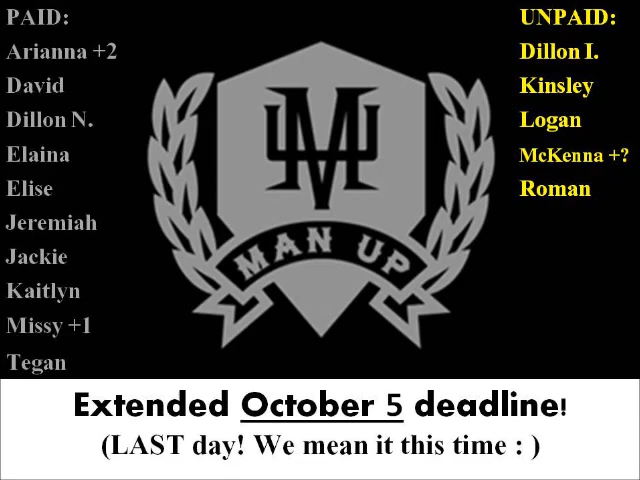 PAID:
Arianna +2
David
Dillon N.
Elaina
Elise
Jeremiah
Jackie
Kaitlyn
Missy +1
Tegan
UNPAID:
Dillon I.
Kinsley
Logan
McKenna +?
Roman
MU
MAN UP
Extended October 5 deadline!
(LAST day! We mean it this time : )